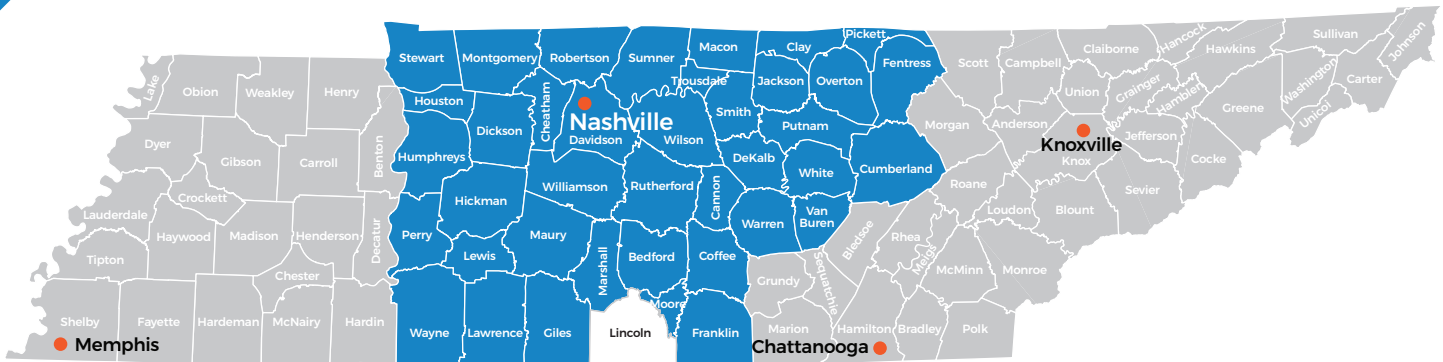 Lake
Obion
Weakley
Henry
Dyer
Gibson
Carroll
Benton
Crockett
Lauderdale
Haywood
Madison
Henderson
Decatur
Tipton
Chester
Shelby
Fayette
Hardeman
McNairy
Hardin
Memphis
Stewart
Montgomery
Robertson
Sumner
Macon
Clay
Pickett
Fentress
Trousdale
Jackson
Overton
Houston
Cheatham
Smith
Dickson
Nashville
Davidson
Wilson
Putnam
Humphreys
DeKalb
White
Cumberland
Williamson
Rutherford
Cannon
Hickman
Warren
Van
Buren
Perry
Maury
Lewis
Marshall
Bedford
Coffee
Moore
Wayne
Lawrence
Giles
Lincoln
Franklin
Scott
Campbell
Claiborne
Hancock
Hawkins
Sullivan
Johnson
Union
Grainger
Hamblen
Washington
Carter
Greene
Unicoi
Morgan
Anderson
Knoxville
Knox
Jefferson
Cocke
Roane
Sevier
Loudon
Blount
Bledsoe
Rhea
Meigs
McMinn
Monroe
Grundy
Sequatchie
Marion
Hamilton
Bradley
Polk
Chattanooga